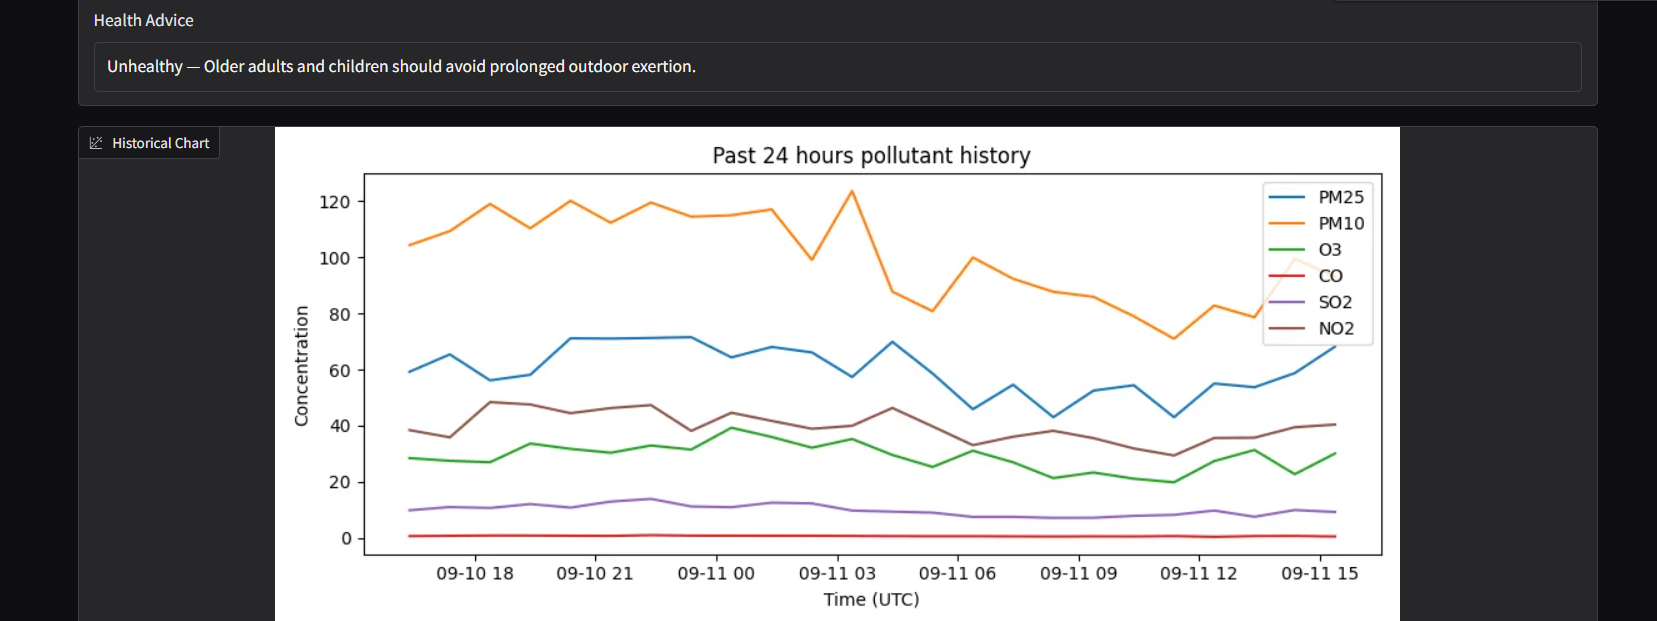 Health Advice
Unhealthy — Older adults and children should avoid prolonged outdoor exertion.
Historical Chart
Past 24 hours pollutant history
120
100
80
60
40
20
0
Concentration
PM25
PM10
O3
CO
SO2
NO2
09-10 18
09-10 21
09-11 00
09-11 03
09-11 06
09-11 09
09-11 12
09-11 15
Time (UTC)